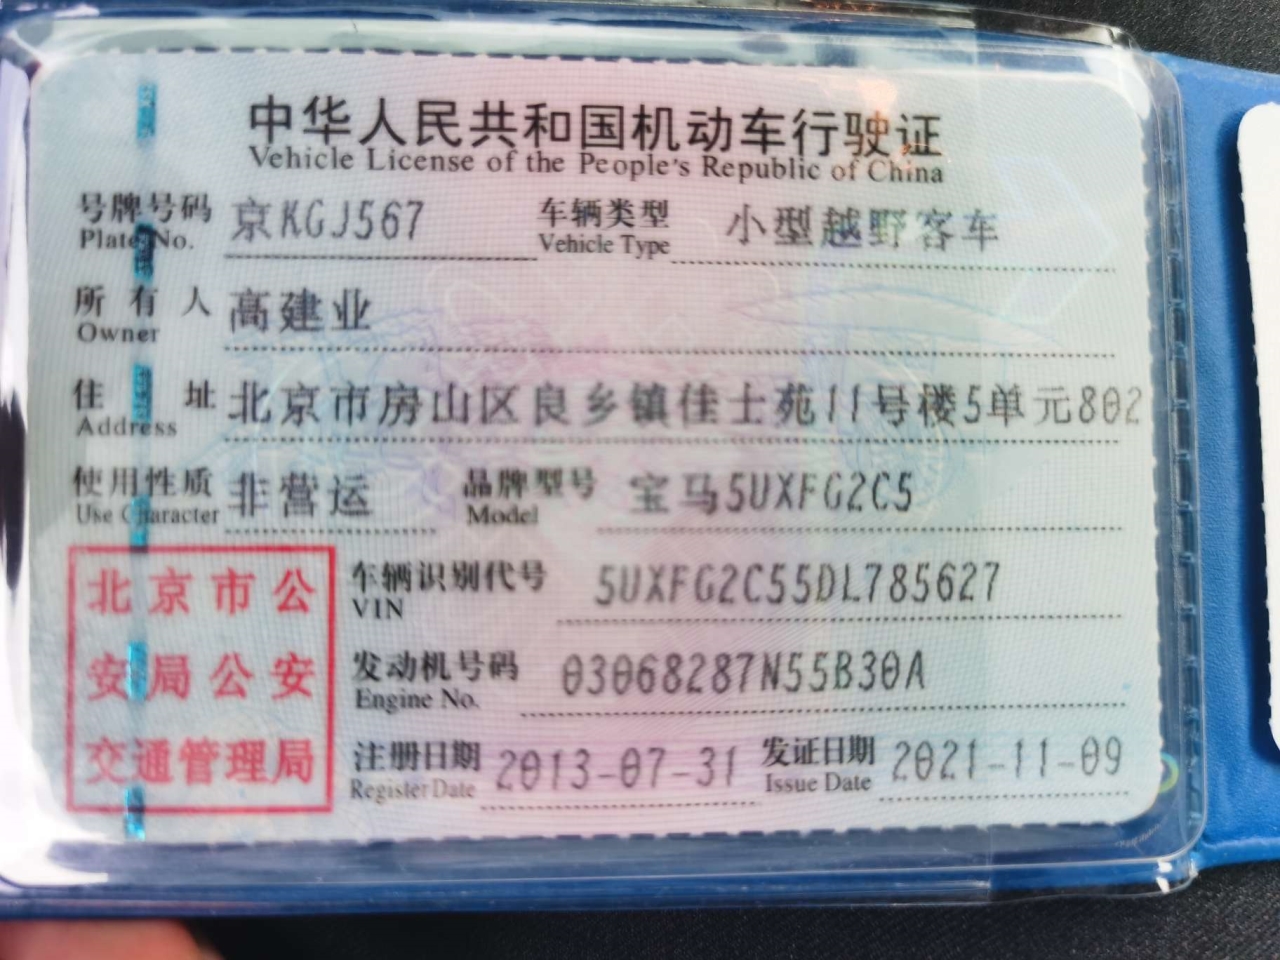 中华人民共和国机动车行驶证
Vehicle License of the People's Republic of China
号牌号码 京KGJ567 车辆类型 小型越野客车
Plate No. Vehicle Type
所有人 高建业
Owner
住址 北京市房山区良乡镇佳士苑11号楼5单元802
Address
使用性质 非营运 品牌型号 宝马5UXFG2C5
Use Character Model
北京市公
安局公安
交通管理局
车辆识别代号 5UXFG2C55DL785627
VIN
发动机号码 03068287N55B30A
Engine No.
注册日期 2013-07-31 发证日期 2021-11-09
Register Date Issue Date